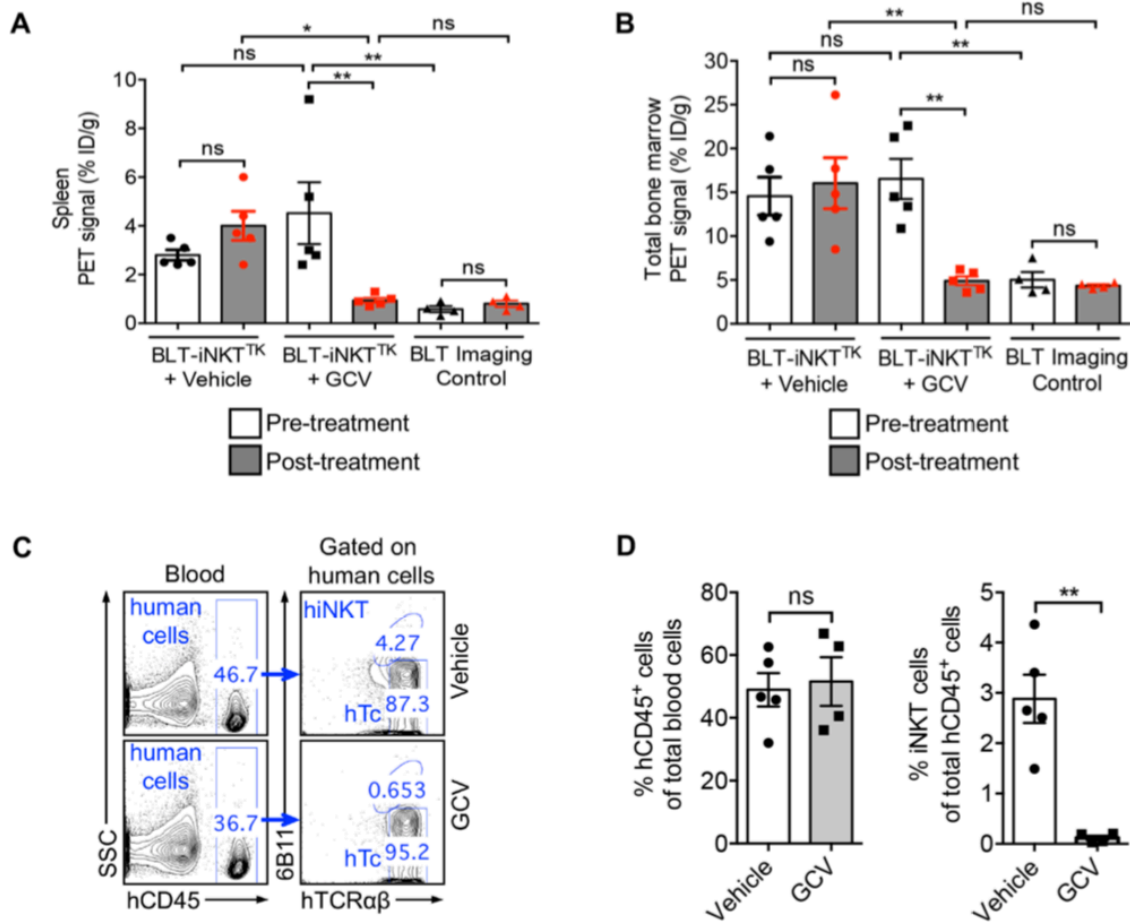 A
* ns
ns **
**
ns
ns
10
8
6
4
2
0
Spleen
PET signal (% ID/g)
BLT-iNKTTK
+ Vehicle
BLT-iNKTTK
+ GCV
BLT Imaging
Control
Pre-treatment
Post-treatment
B
** ns
ns **
ns
**
ns
30
25
20
15
10
5
0
Total bone marrow
PET signal (% ID/g)
BLT-iNKTTK
+ Vehicle
BLT-iNKTTK
+ GCV
BLT Imaging
Control
Pre-treatment
Post-treatment
C
Blood
Gated on
human cells
human
cells
46.7
hiNKT
4.27
hTc 87.3
Vehicle
human
cells
36.7
0.653
hTc 95.2
GCV
SSC
hCD45
6B11
hTCRαβ
D
ns
80
60
40
20
0
% hCD45+ cells
of total blood cells
Vehicle
GCV
**
5
4
3
2
1
0
% iNKT cells
of total hCD45+ cells
Vehicle
GCV